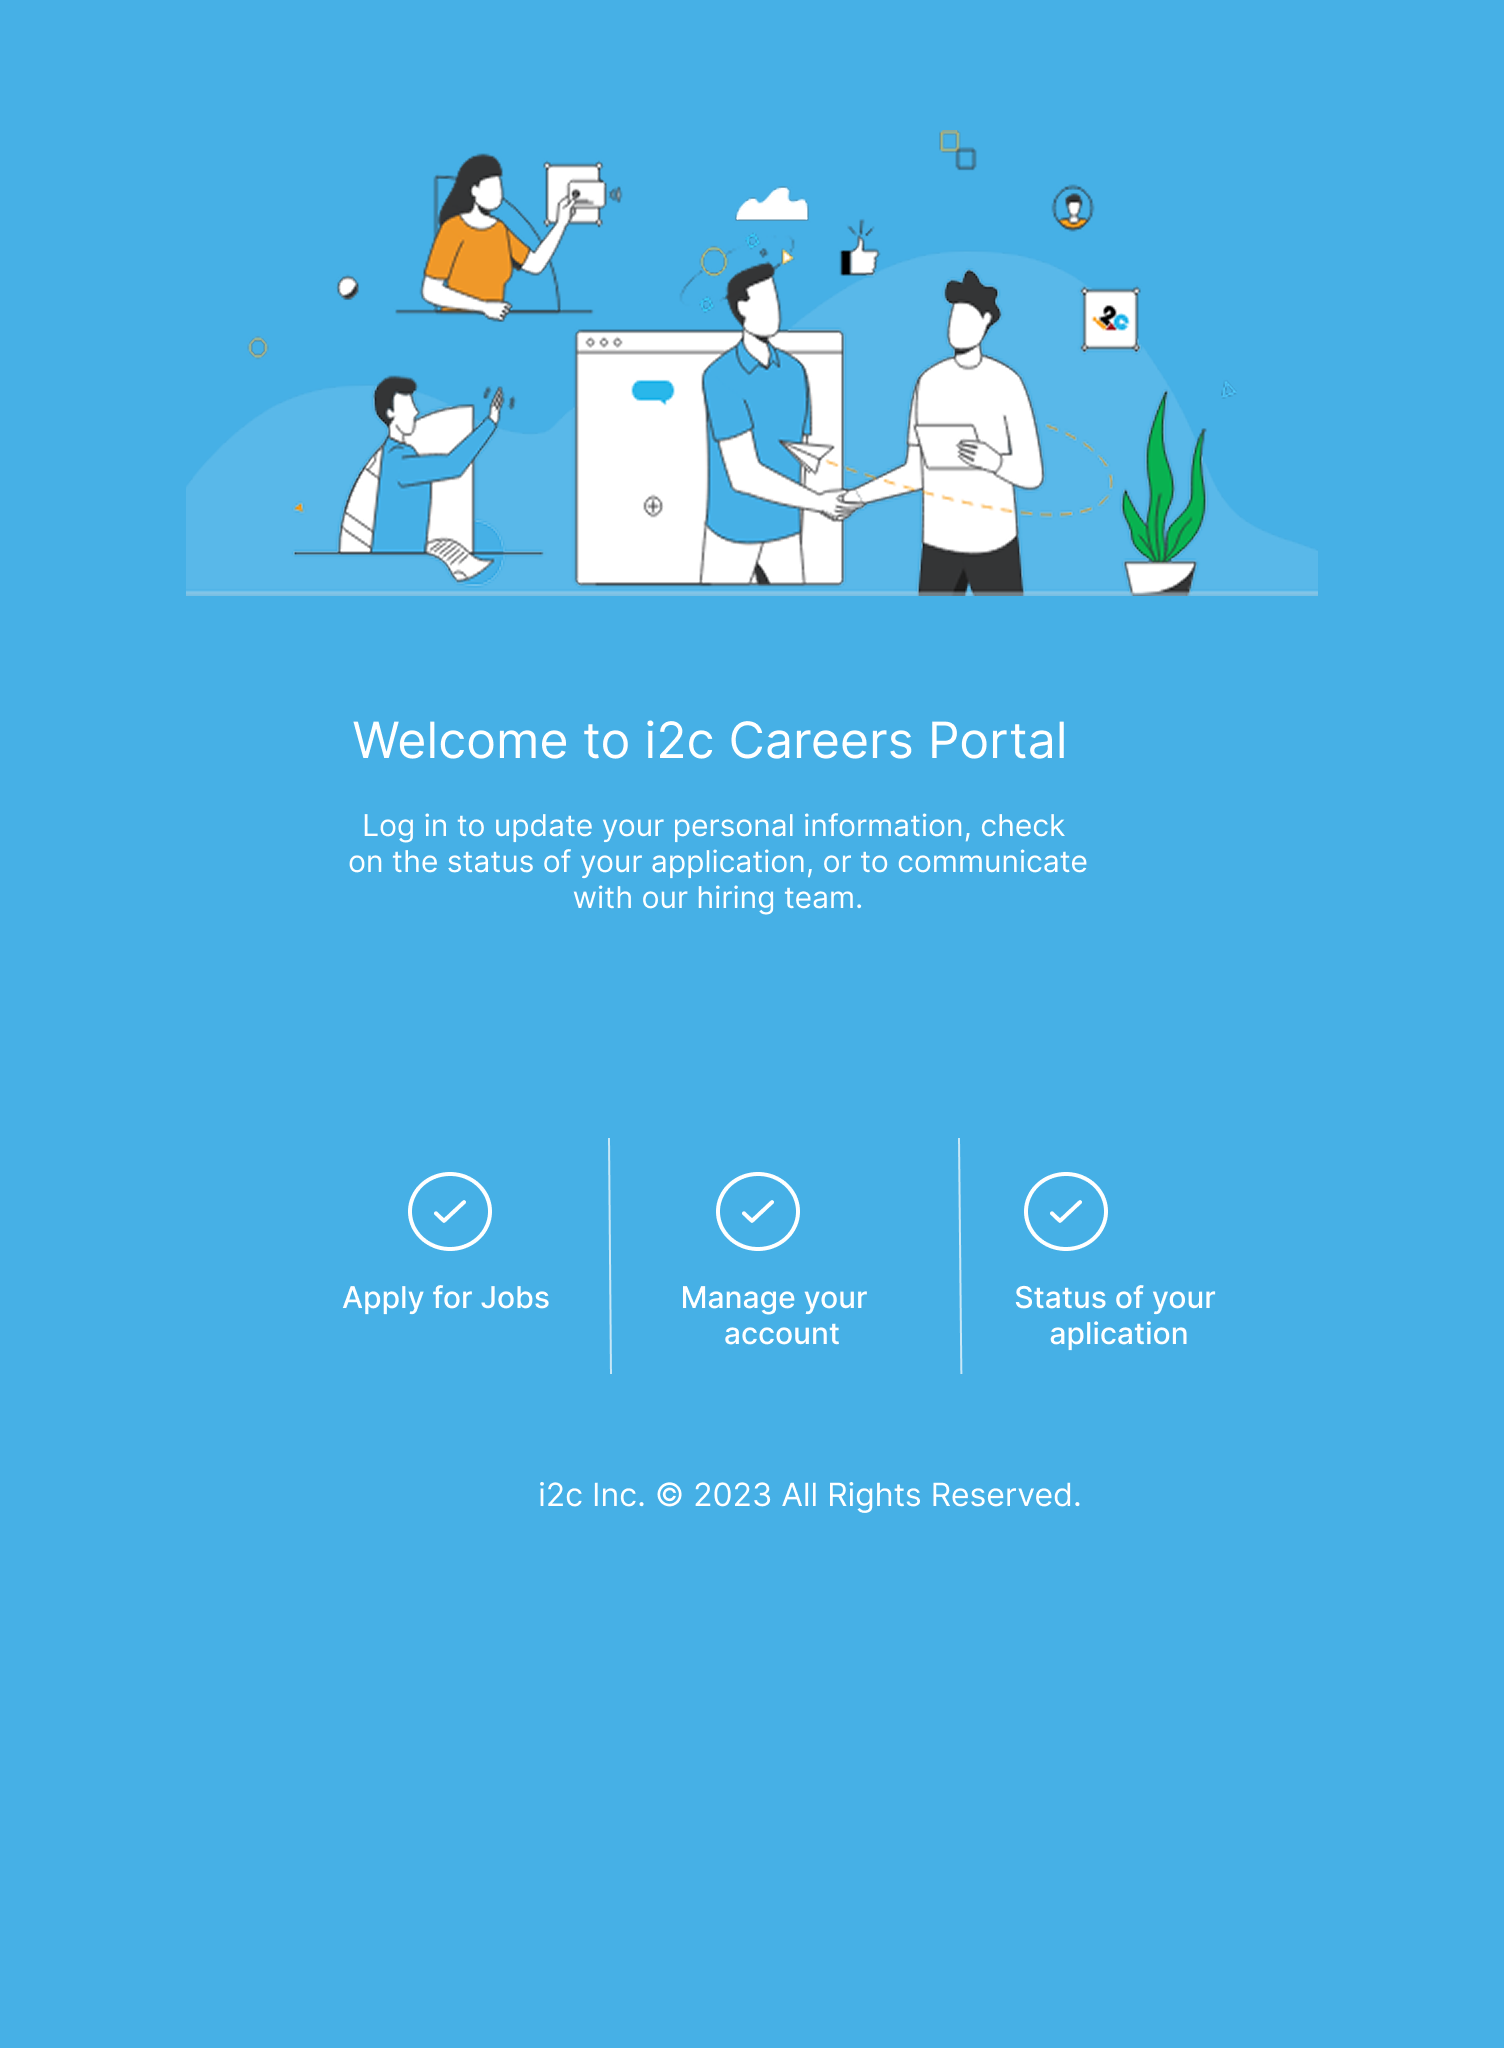 i2c
Welcome to i2c Careers Portal
Log in to update your personal information, check
on the status of your application, or to communicate
with our hiring team.
Apply for Jobs
Manage your
account
Status of your
aplication
i2c Inc. © 2023 All Rights Reserved.